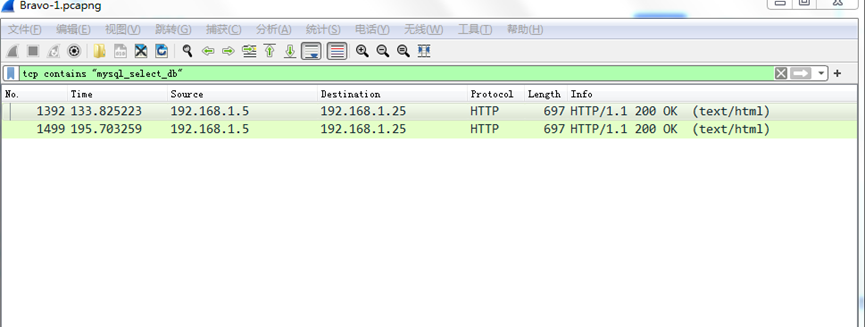 Bravo-1.pcapng
文件(F) 编辑(E) 视图(V) 跳转(G) 捕获(C) 分析(A) 统计(S) 电话(Y) 无线(W) 工具(T) 帮助(H)
tcp contains "mysql_select_db"
No. Time Source Destination Protocol Length Info
1392 133.825223 192.168.1.5 192.168.1.25 HTTP 697 HTTP/1.1 200 OK (text/html)
1499 195.703259 192.168.1.5 192.168.1.25 HTTP 697 HTTP/1.1 200 OK (text/html)